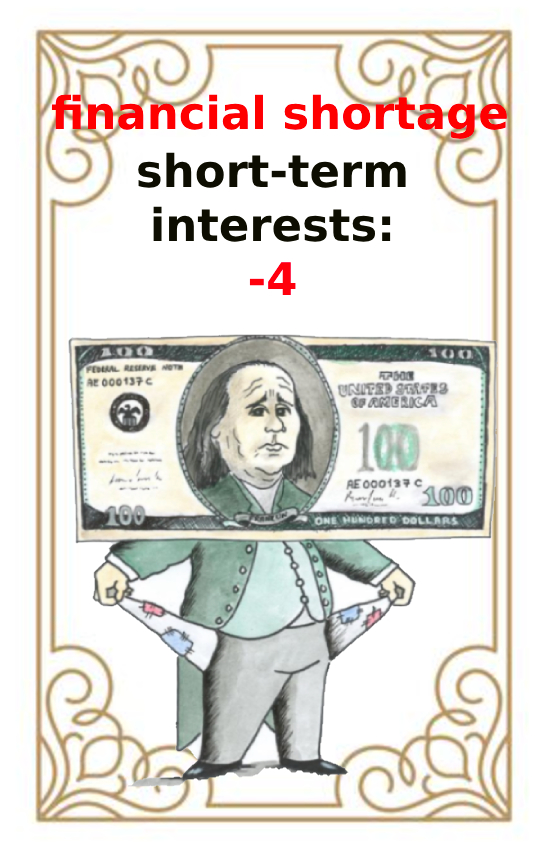 financial shortage
short-term
interests:
-4
100 100
FEDERAL RESERVE NOTE
AE 000137 C
THE
UNITED STATES
OF AMERICA
100
AE 000137 C
100 100
FRANKLIN
ONE HUNDRED DOLLARS